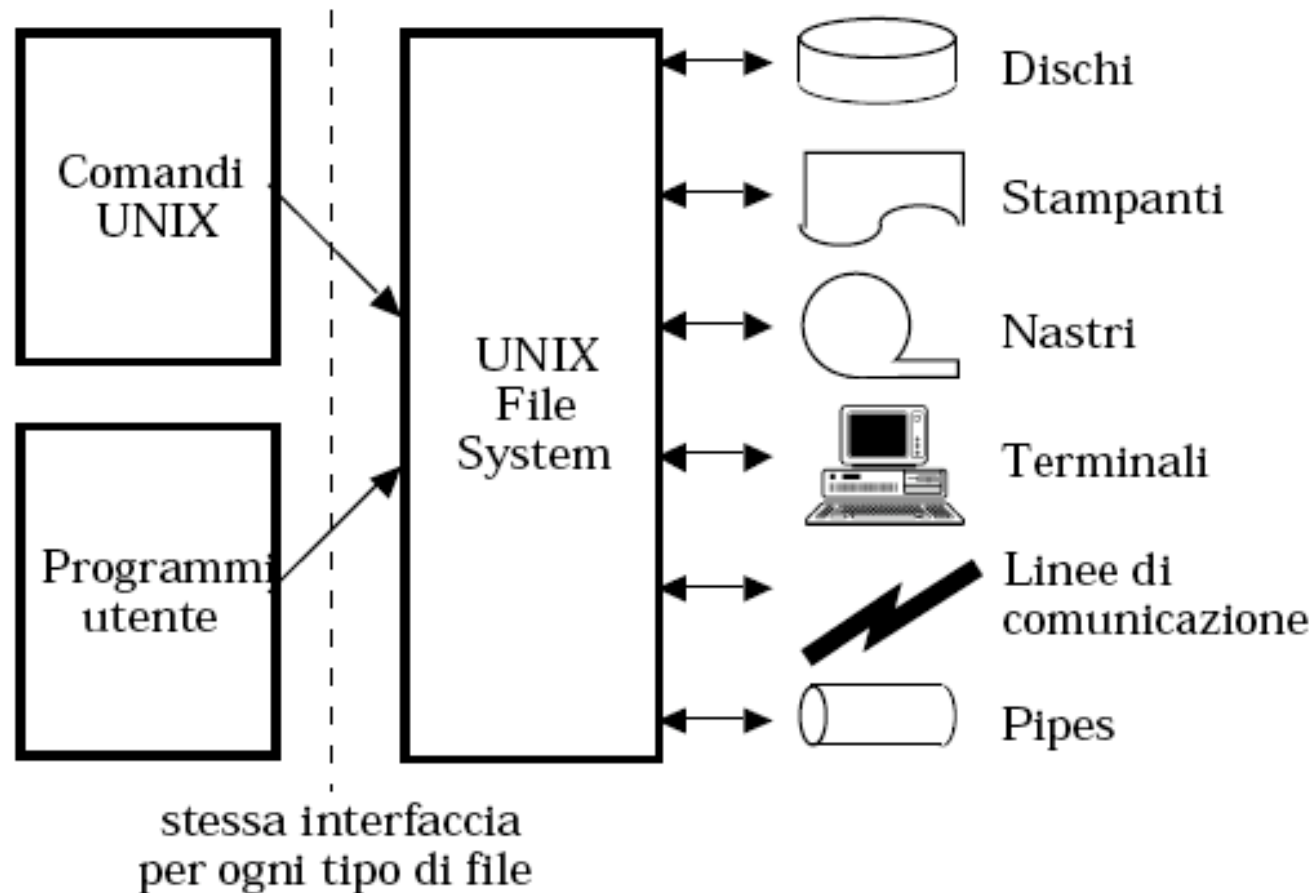 Comandi
UNIX
Programmi
utente
stessa interfaccia
per ogni tipo di file
UNIX
File
System
Dischi
Stampanti
Nastri
Terminali
Linee di
comunicazione
Pipes